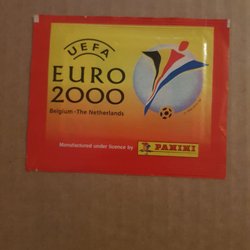 UEFA
EURO
2000
Belgium - The Netherlands
Manufactured under licence by PANINI